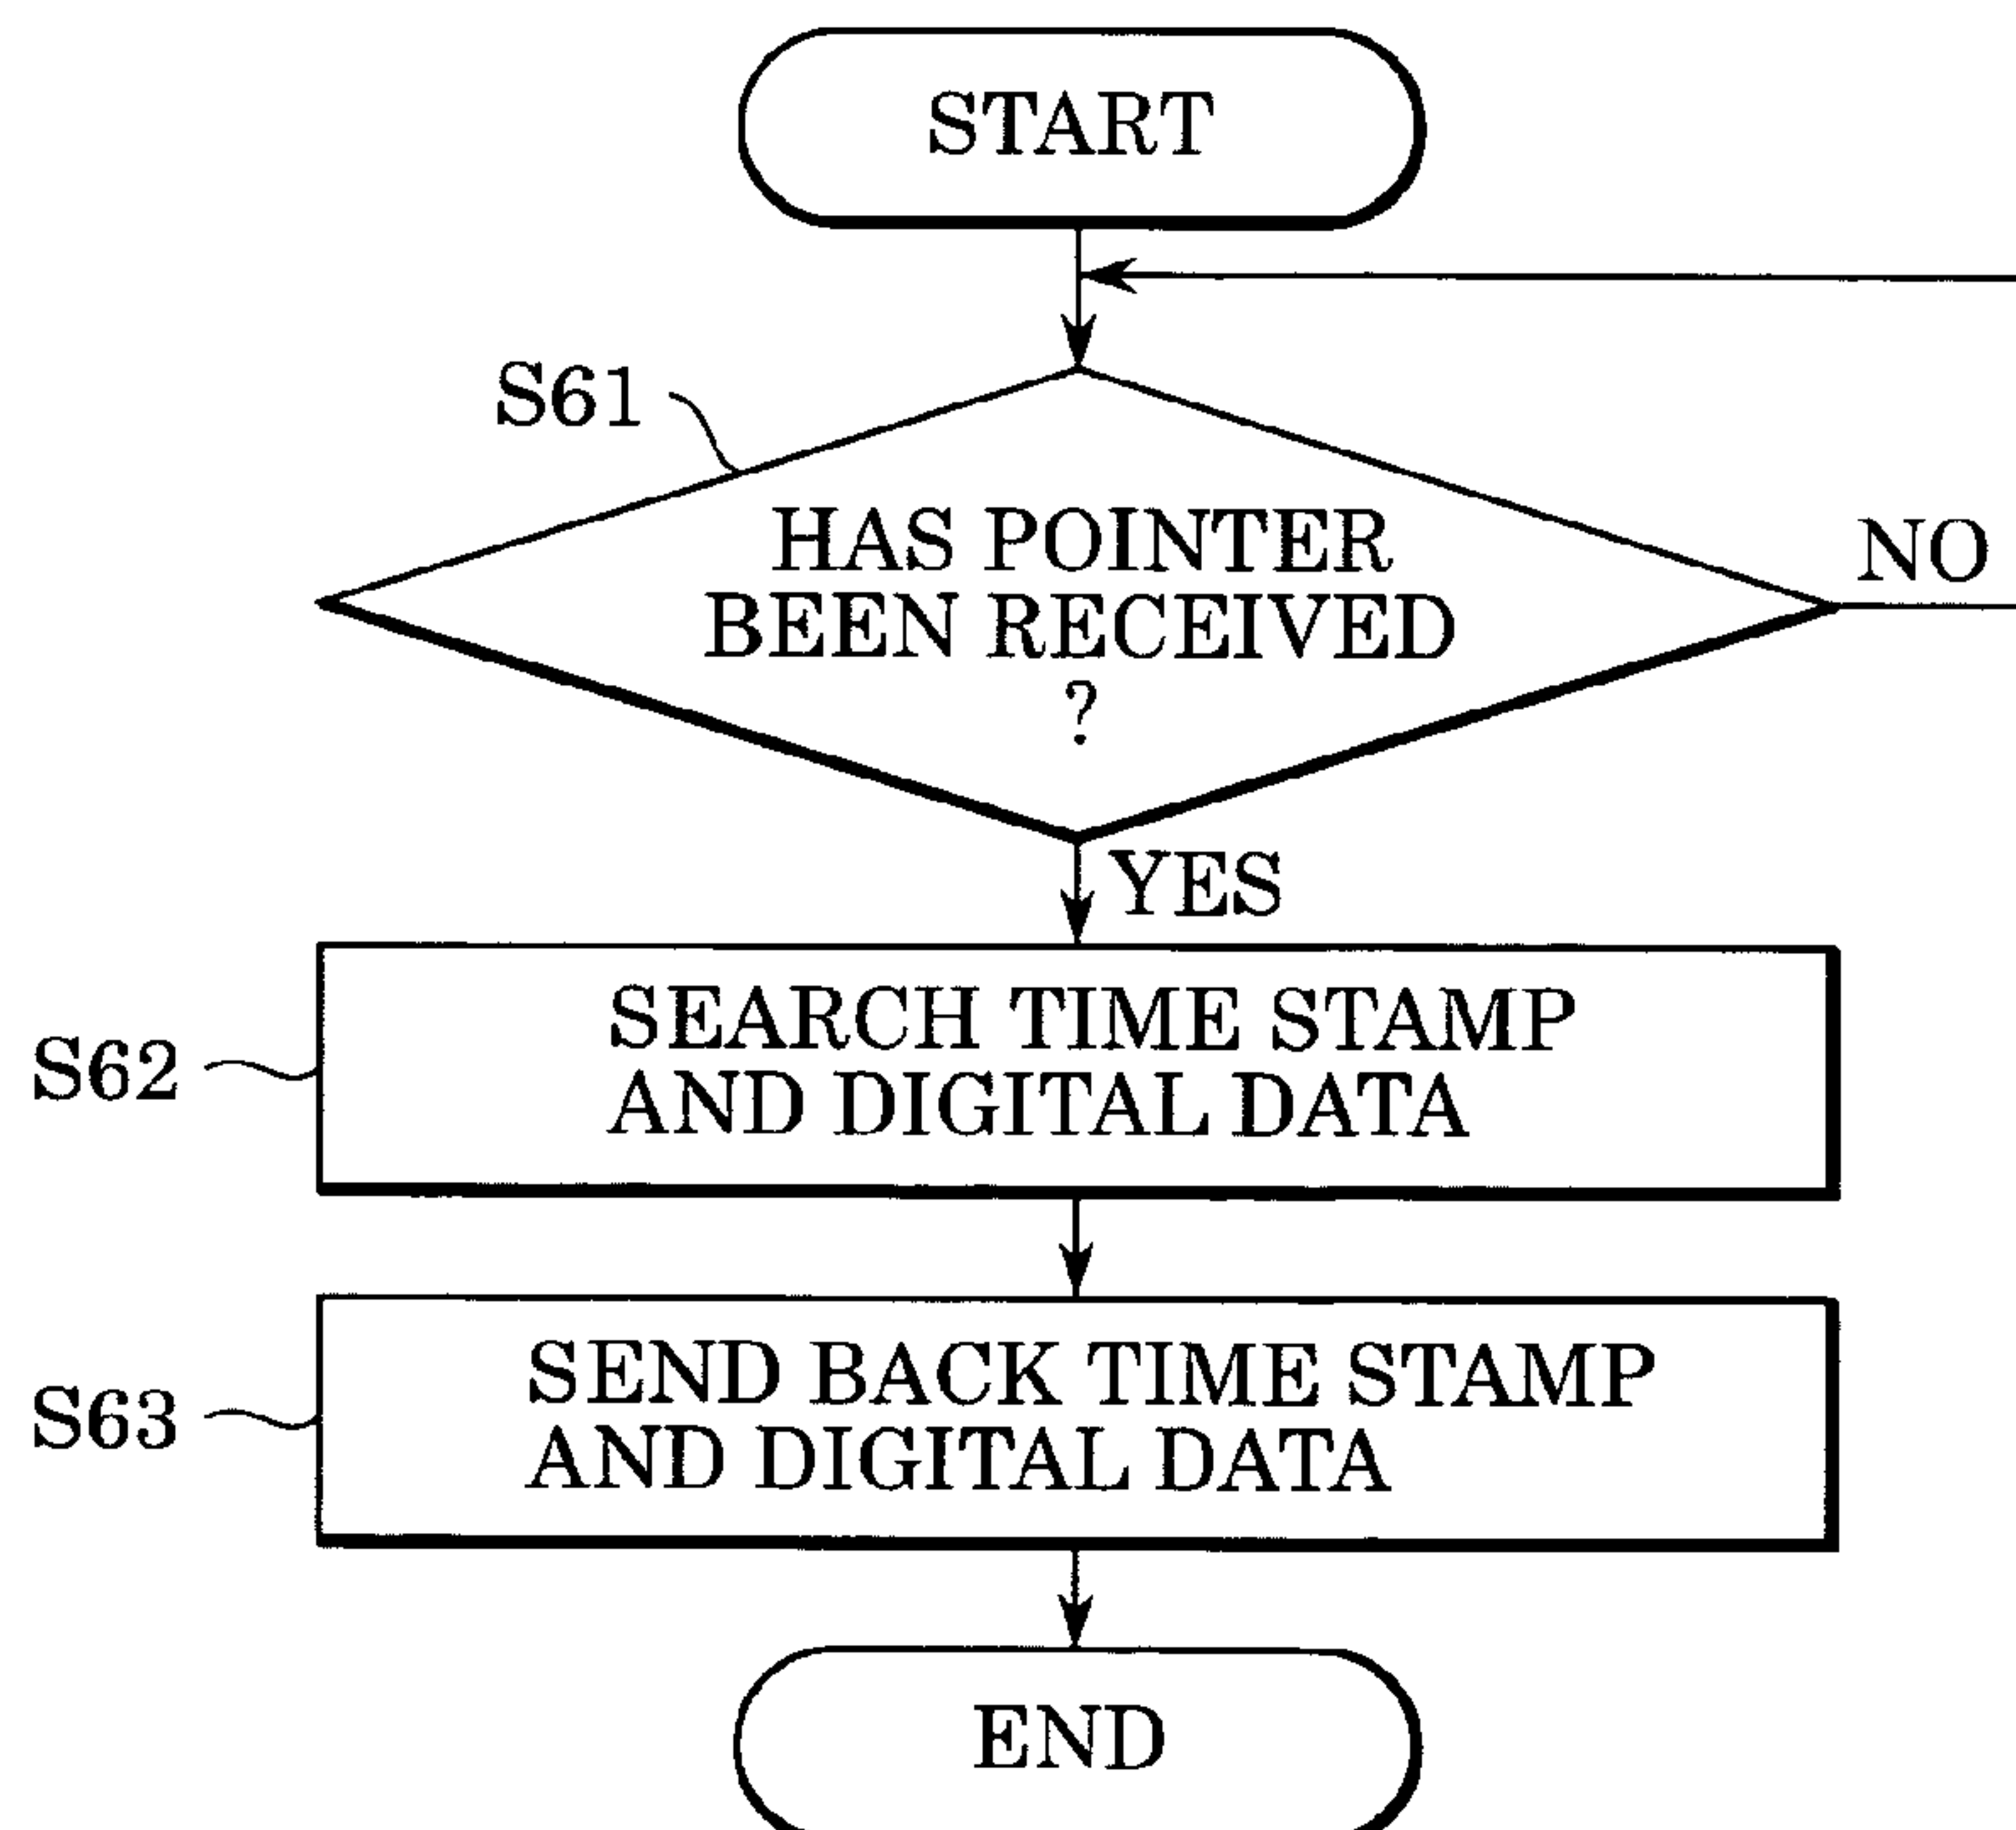 START
S61
HAS POINTER
BEEN RECEIVED
?
NO
YES
S62
SEARCH TIME STAMP
AND DIGITAL DATA
S63
SEND BACK TIME STAMP
AND DIGITAL DATA
END